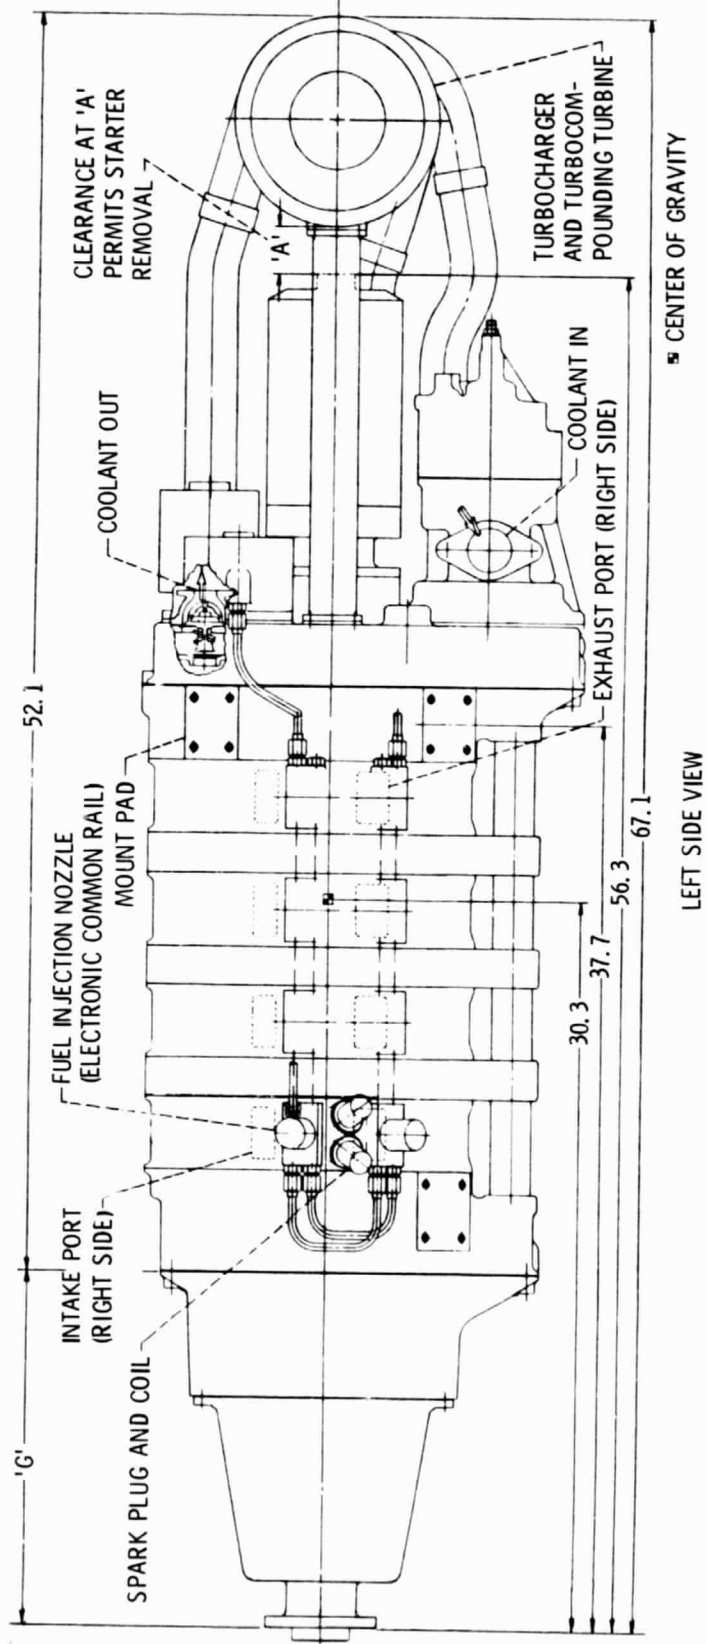 'G'
52.1
INTAKE PORT
(RIGHT SIDE)
FUEL INJECTION NOZZLE
(ELECTRONIC COMMON RAIL)
MOUNT PAD
COOLANT OUT
CLEARANCE AT 'A'
PERMITS STARTER
REMOVAL
SPARK PLUG AND COIL
'A'
TURBOCHARGER
AND TURBOCOM-
POUNDING TURBINE
COOLANT IN
EXHAUST PORT (RIGHT SIDE)
30.3
37.7
56.3
67.1
CENTER OF GRAVITY
LEFT SIDE VIEW